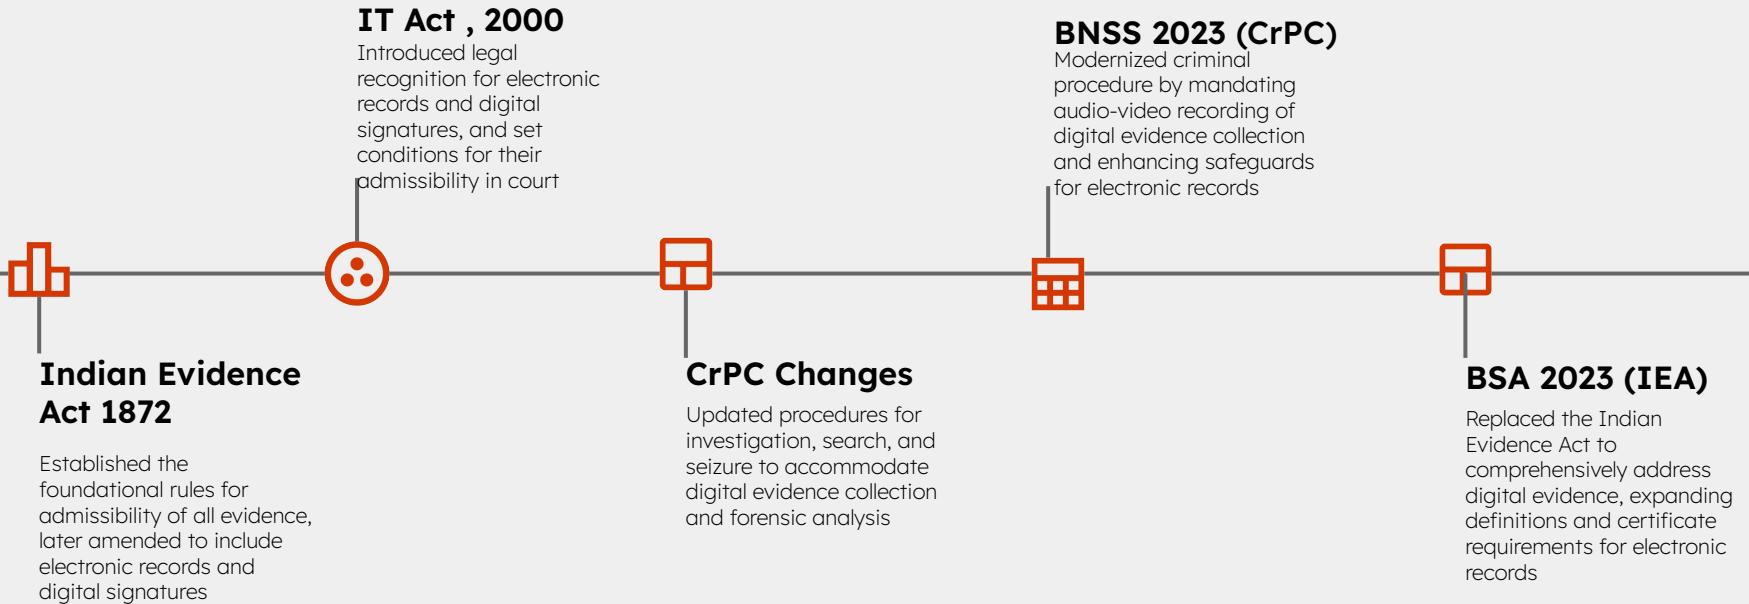 IT Act , 2000
Introduced legal
recognition for electronic
records and digital
signatures, and set
conditions for their
admissibility in court
BNSS 2023 (CrPC)
Modernized criminal
procedure by mandating
audio-video recording of
digital evidence collection
and enhancing safeguards
for electronic records
Indian Evidence
Act 1872
Established the
foundational rules for
admissibility of all evidence,
later amended to include
electronic records and
digital signatures
CrPC Changes
Updated procedures for
investigation, search, and
seizure to accommodate
digital evidence collection
and forensic analysis
BSA 2023 (IEA)
Replaced the Indian
Evidence Act to
comprehensively address
digital evidence, expanding
definitions and certificate
requirements for electronic
records